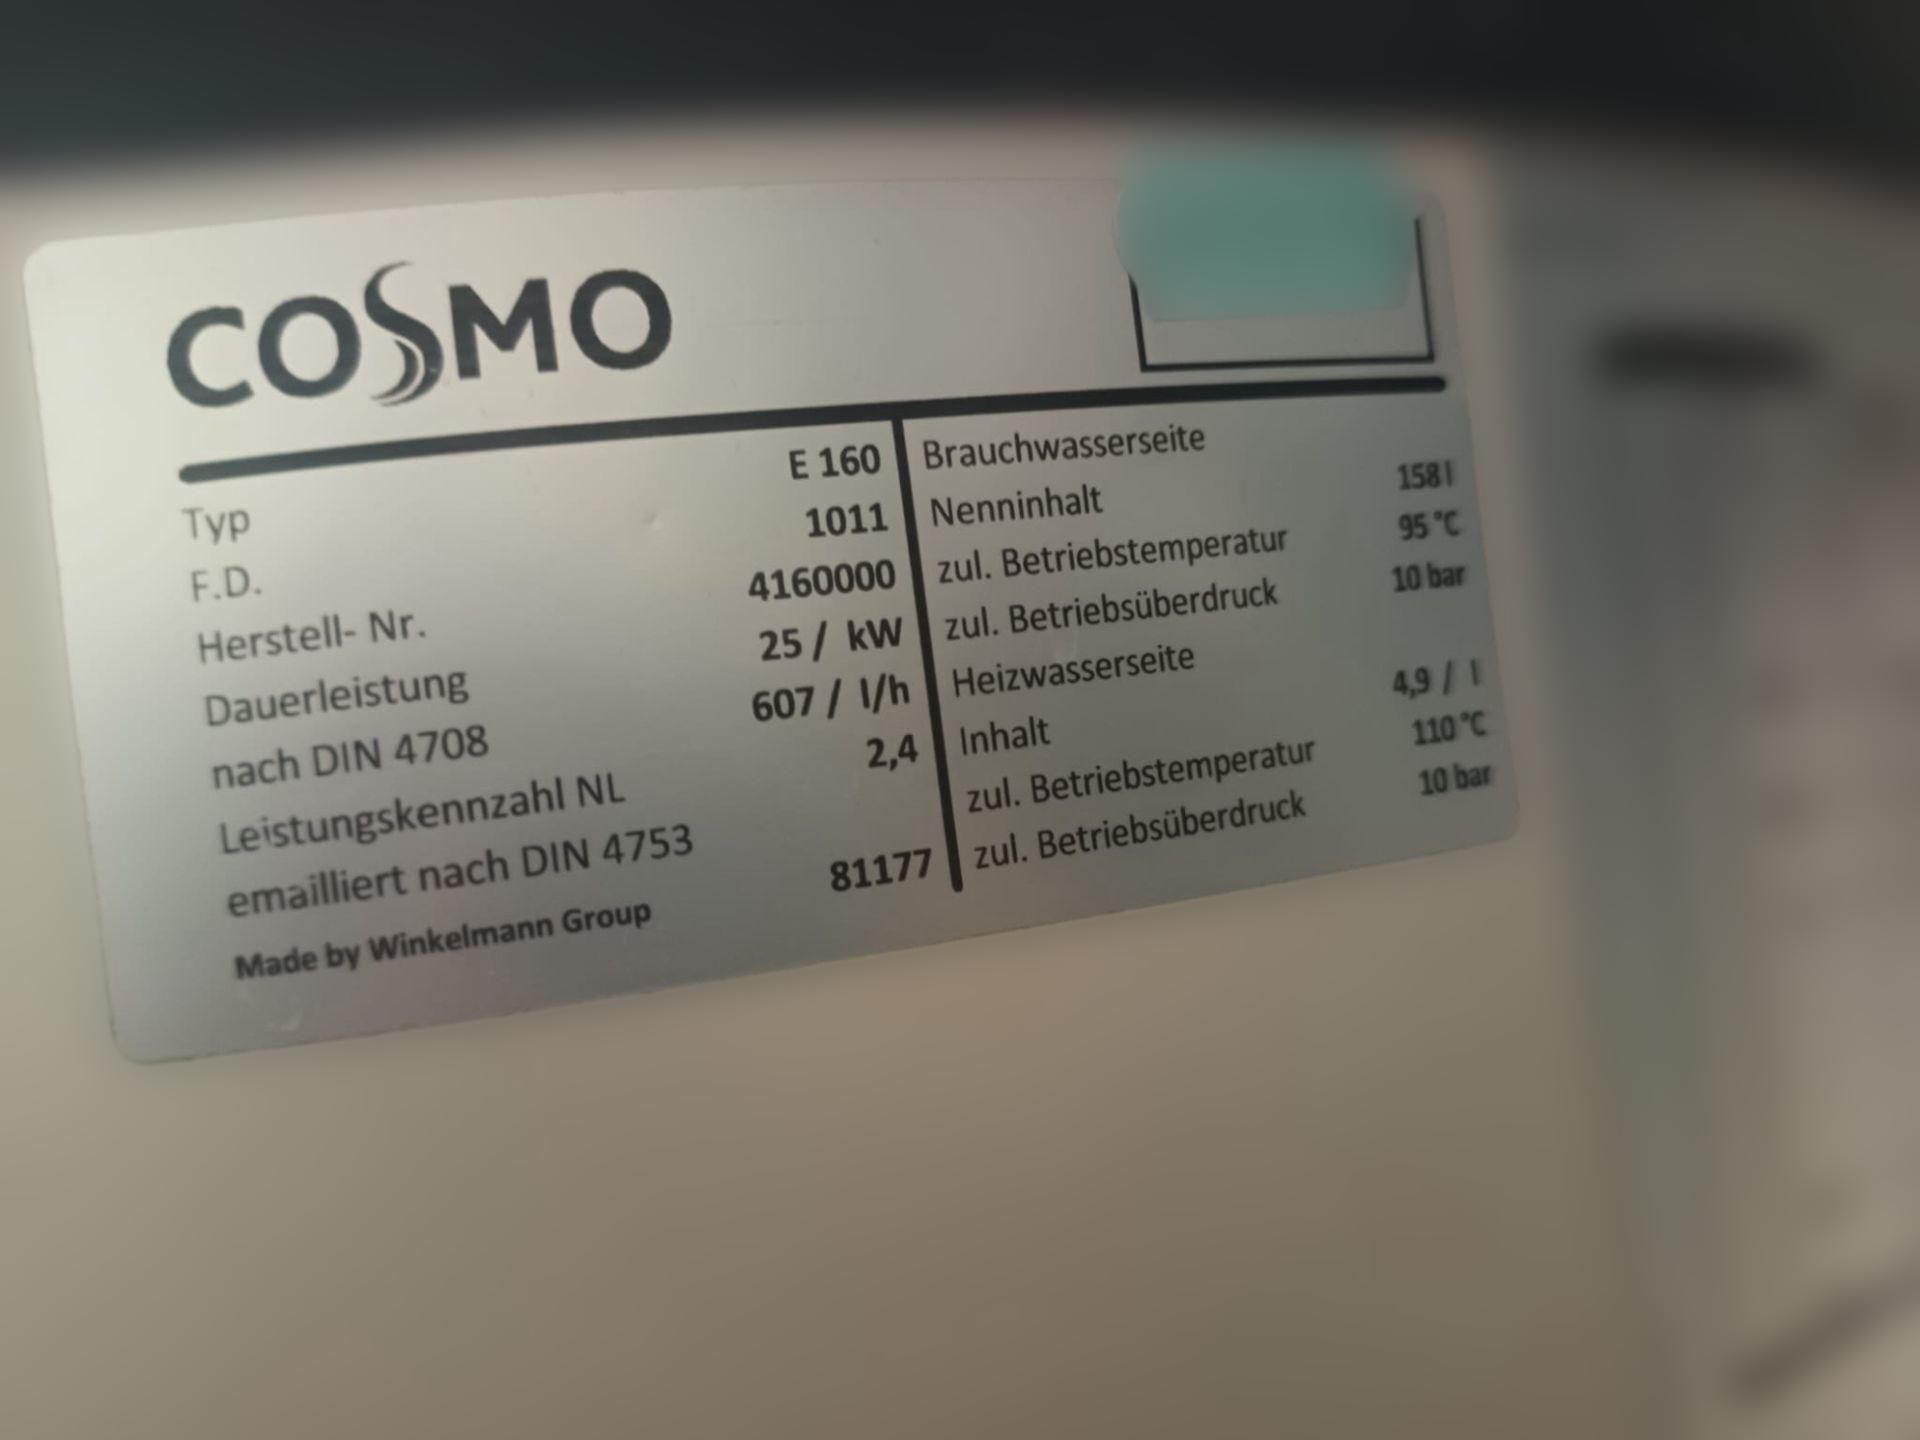 COSMO
Typ E 160
F.D. 1011
Herstell- Nr. 4160000
Dauerleistung 25 / kW
nach DIN 4708 607 / l/h
Leistungskennzahl NL 2,4
emailliert nach DIN 4753
Made by Winkelmann Group 81177
Brauchwasserseite
Nenninhalt 158 l
zul. Betriebstemperatur 95 °C
zul. Betriebsüberdruck 10 bar
Heizwasserseite
Inhalt 4,9 / l
zul. Betriebstemperatur 110 °C
zul. Betriebsüberdruck 10 bar